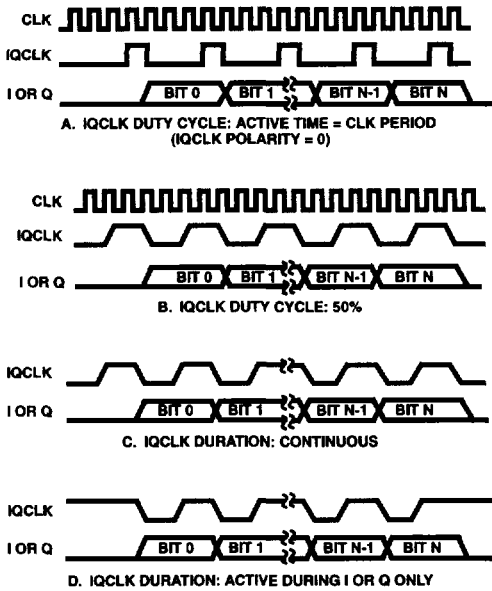 CLK
IQCLK
I OR Q
BIT 0 BIT 1 BIT N-1 BIT N
A. IQCLK DUTY CYCLE: ACTIVE TIME = CLK PERIOD
(IQCLK POLARITY = 0)
CLK
IQCLK
I OR Q
BIT 0 BIT 1 BIT N-1 BIT N
B. IQCLK DUTY CYCLE: 50%
IQCLK
I OR Q
BIT 0 BIT 1 BIT N-1 BIT N
C. IQCLK DURATION: CONTINUOUS
IQCLK
I OR Q
BIT 0 BIT 1 BIT N-1 BIT N
D. IQCLK DURATION: ACTIVE DURING I OR Q ONLY